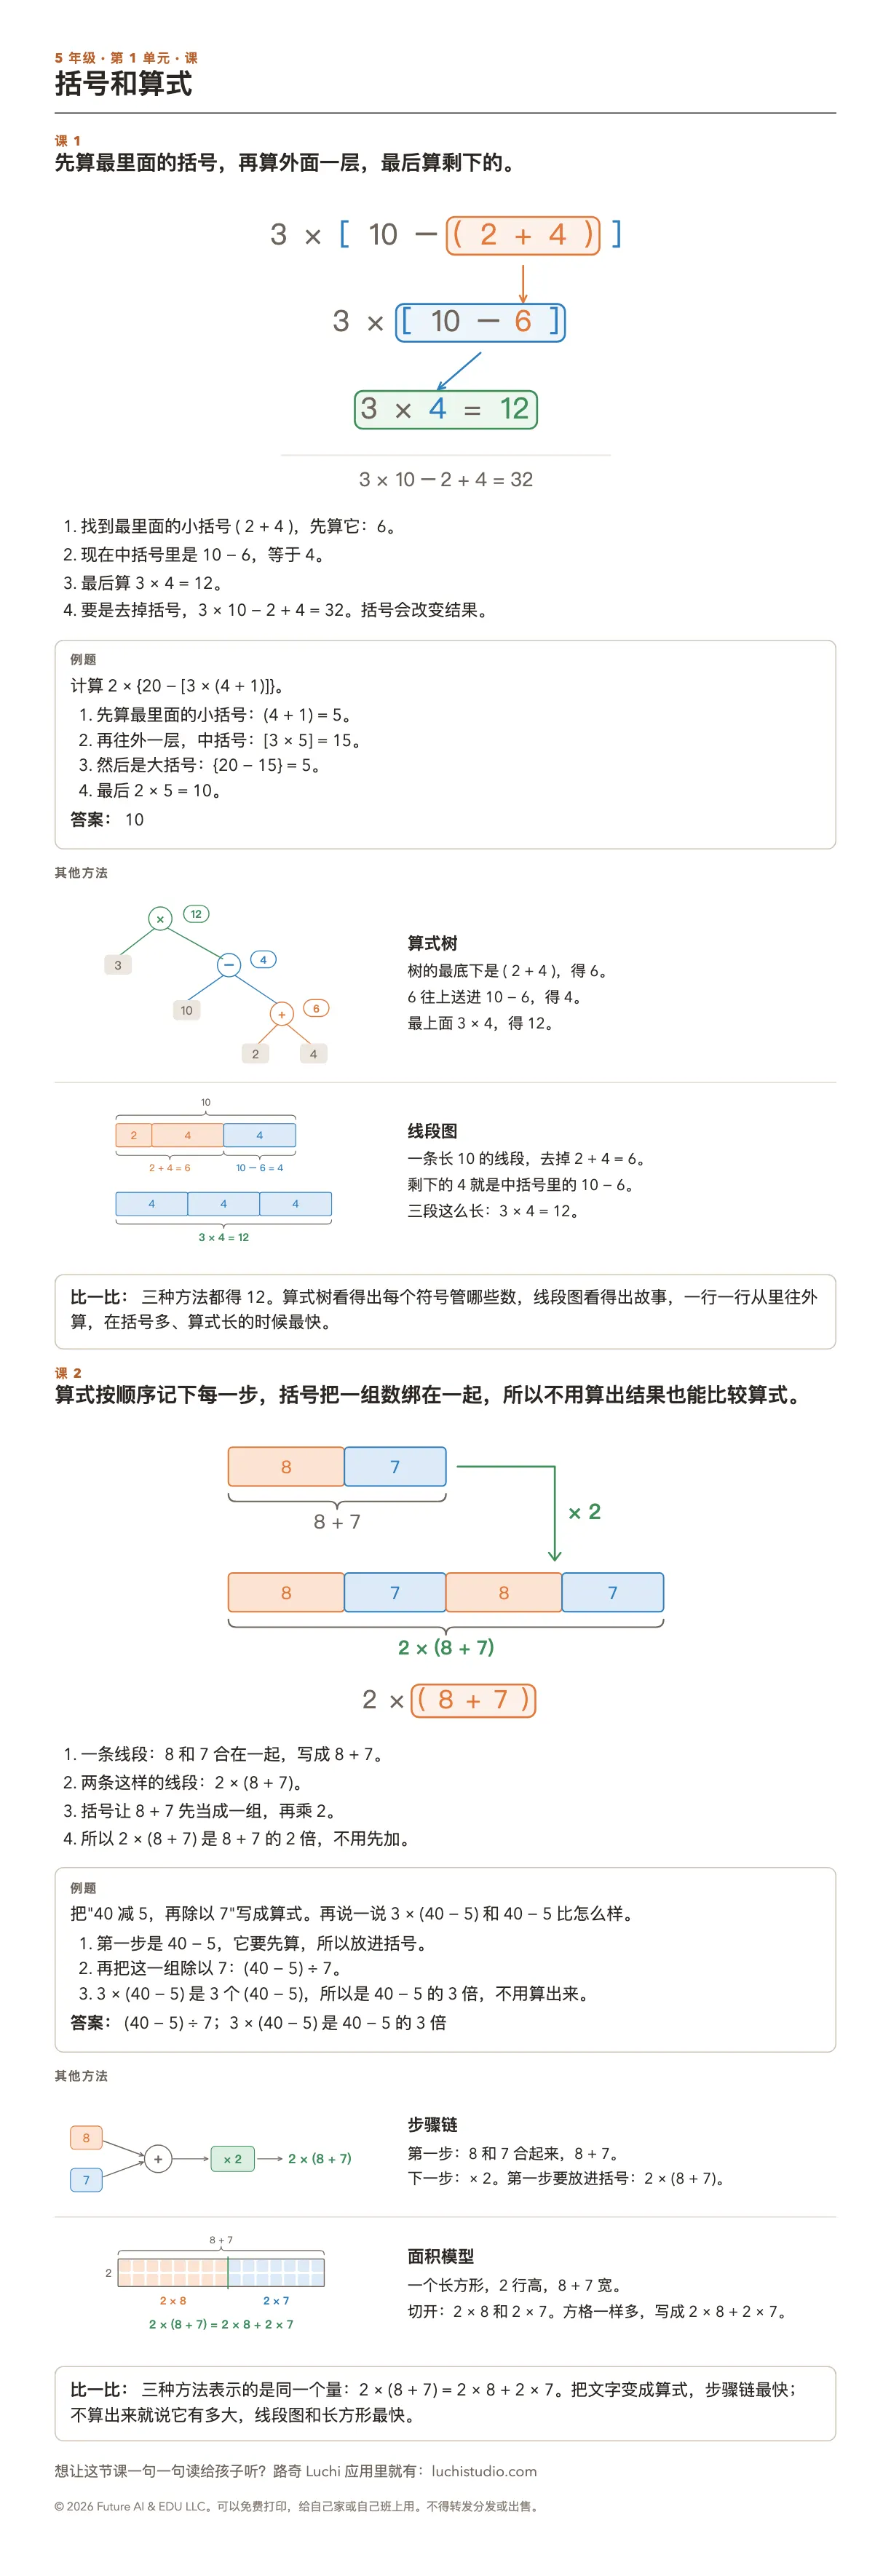 5 年级 · 第 1 单元 · 课
括号和算式
课 1
先算最里面的括号，再算外面一层，最后算剩下的。
3 × [ 10 − ( 2 + 4 ) ]
3 × [ 10 − 6 ]
3 × 4 = 12
3 × 10 − 2 + 4 = 32
1. 找到最里面的小括号 ( 2 + 4 )，先算它：6。
2. 现在中括号里是 10 − 6，等于 4。
3. 最后算 3 × 4 = 12。
4. 要是去掉括号，3 × 10 − 2 + 4 = 32。括号会改变结果。
例题
计算 2 × {20 − [3 × (4 + 1)]}。
1. 先算最里面的小括号：(4 + 1) = 5。
2. 再往外一层，中括号：[3 × 5] = 15。
3. 然后是大括号：{20 − 15} = 5。
4. 最后 2 × 5 = 10。
答案： 10
其他方法
× 12
3 − 4
10 + 6
2 4
算式树
树的最底下是 ( 2 + 4 )，得 6。
6 往上送进 10 − 6，得 4。
最上面 3 × 4，得 12。
10
2 4 4
2 + 4 = 6 10 − 6 = 4
4 4 4
3 × 4 = 12
线段图
一条长 10 的线段，去掉 2 + 4 = 6。
剩下的 4 就是中括号里的 10 − 6。
三段这么长：3 × 4 = 12。
比一比： 三种方法都得 12。算式树看得出每个符号管哪些数，线段图看得出故事，一行一行从里往外
算，在括号多、算式长的时候最快。
课 2
算式按顺序记下每一步，括号把一组数绑在一起，所以不用算出结果也能比较算式。
8 7
8 + 7
× 2
8 7 8 7
2 × (8 + 7)
2 × ( 8 + 7 )
1. 一条线段：8 和 7 合在一起，写成 8 + 7。
2. 两条这样的线段：2 × (8 + 7)。
3. 括号让 8 + 7 先当成一组，再乘 2。
4. 所以 2 × (8 + 7) 是 8 + 7 的 2 倍，不用先加。
例题
把"40 减 5，再除以 7"写成算式。再说一说 3 × (40 − 5) 和 40 − 5 比怎么样。
1. 第一步是 40 − 5，它要先算，所以放进括号。
2. 再把这一组除以 7：(40 − 5) ÷ 7。
3. 3 × (40 − 5) 是 3 个 (40 − 5)，所以是 40 − 5 的 3 倍，不用算出来。
答案： (40 − 5) ÷ 7；3 × (40 − 5) 是 40 − 5 的 3 倍
其他方法
8
7
+ × 2 2 × (8 + 7)
步骤链
第一步：8 和 7 合起来，8 + 7。
下一步：× 2。第一步要放进括号：2 × (8 + 7)。
8 + 7
2
2 × 8 2 × 7
2 × (8 + 7) = 2 × 8 + 2 × 7
面积模型
一个长方形，2 行高，8 + 7 宽。
切开：2 × 8 和 2 × 7。方格一样多，写成 2 × 8 + 2 × 7。
比一比： 三种方法表示的是同一个量：2 × (8 + 7) = 2 × 8 + 2 × 7。把文字变成算式，步骤链最快；
不算出来就说它有多大，线段图和长方形最快。
想让这节课一句一句读给孩子听？路奇 Luchi 应用里就有：luchistudio.com
© 2026 Future AI & EDU LLC。可以免费打印，给自己家或自己班上用。不得转发分发或出售。